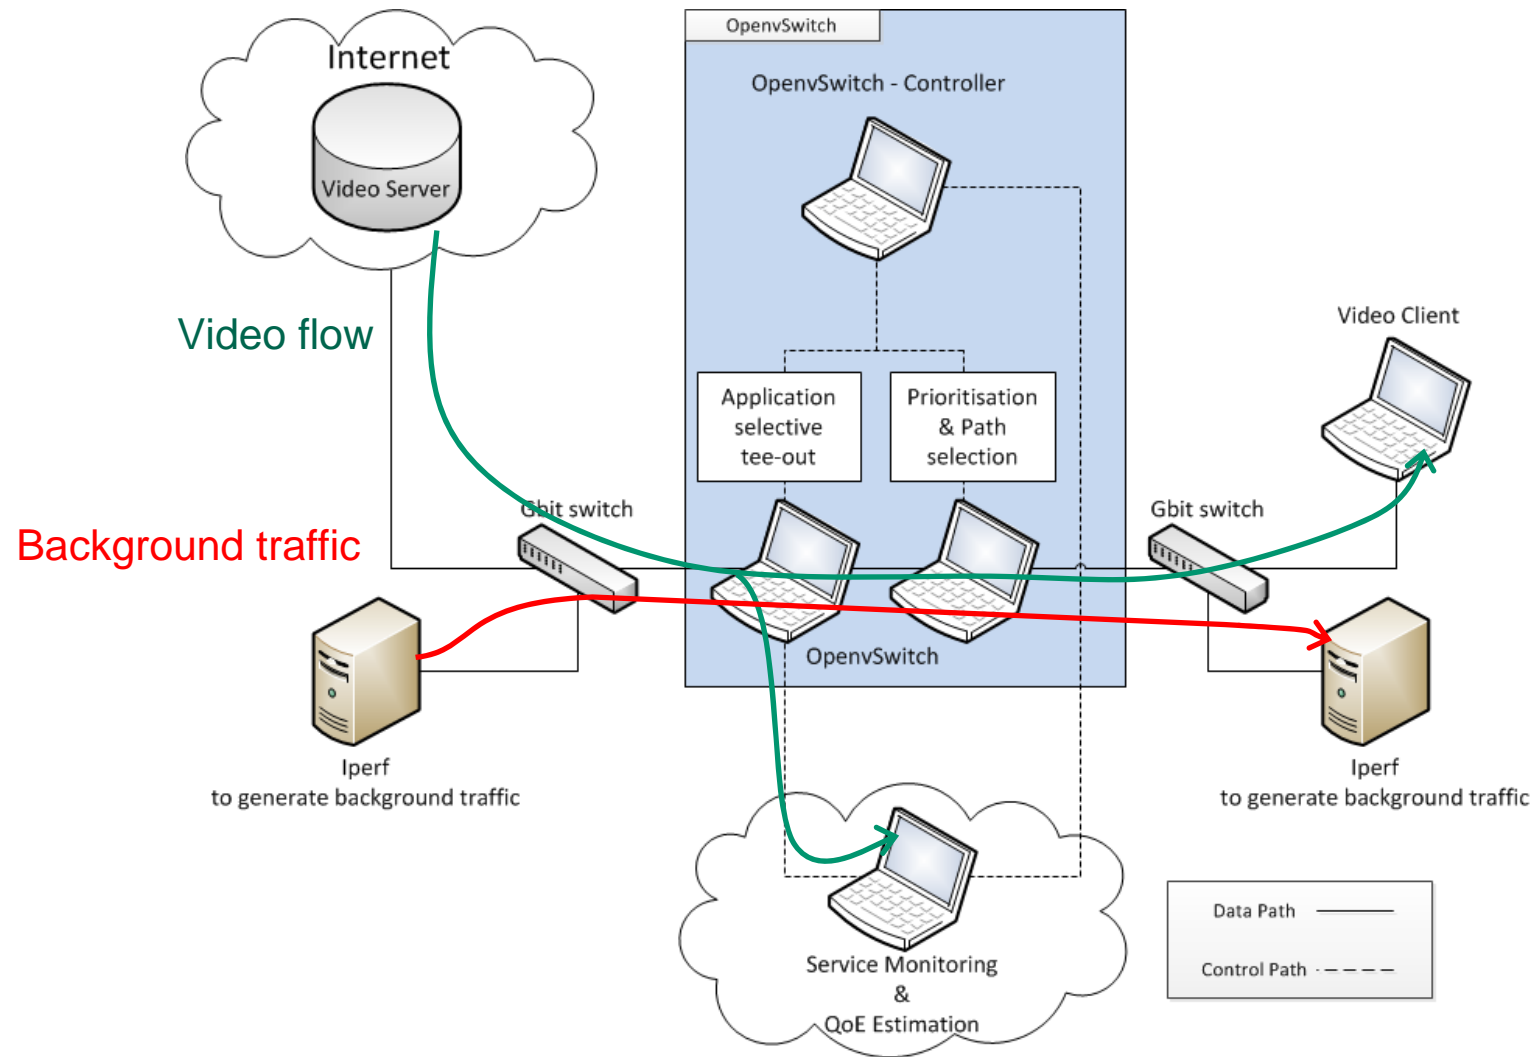 OpenvSwitch
Internet
OpenvSwitch - Controller
Video Server
Video flow
Video Client
Application
selective
tee-out
Prioritisation
& Path
selection
Gbit switch
Gbit switch
Background traffic
OpenvSwitch
Iperf
to generate background traffic
Iperf
to generate background traffic
Data Path
Control Path
Service Monitoring
&
QoE Estimation